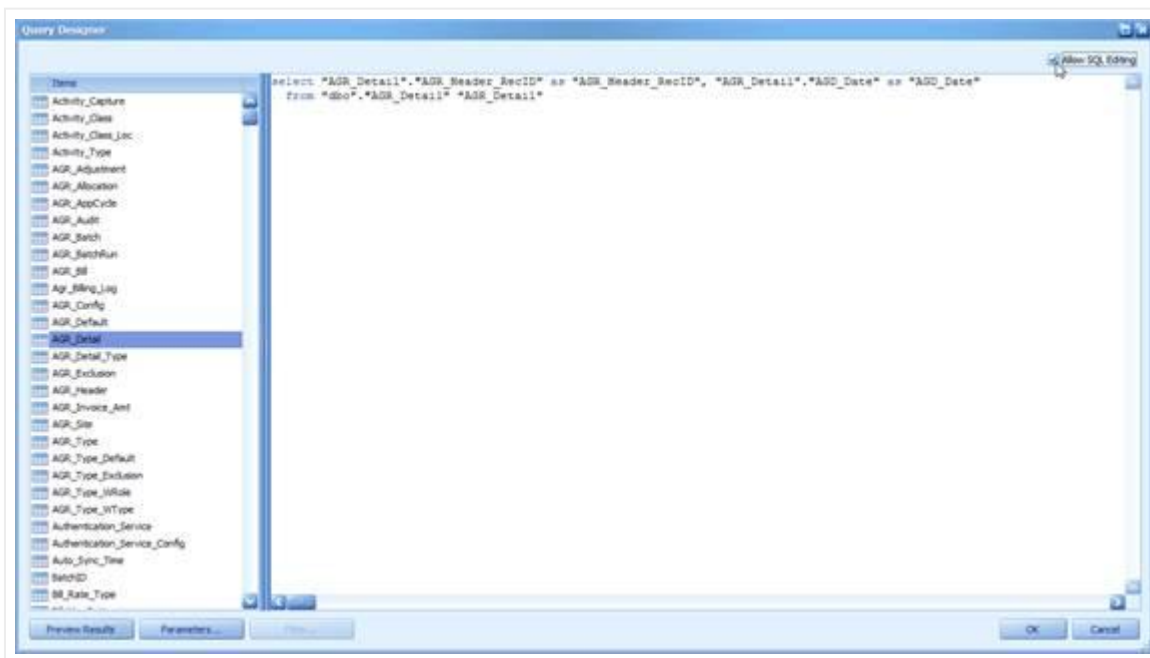 Query Designer
Allow SQL Editing
Items
Activity_Capture
Activity_Class
Activity_Class_Loc
Activity_Type
AGR_Adjustment
AGR_Allocation
AGR_AppCycle
AGR_Audit
AGR_Batch
AGR_BatchRun
AGR_Bill
Agr_Billing_Log
AGR_Config
AGR_Default
AGR_Detail
AGR_Detail_Type
AGR_Exclusion
AGR_Header
AGR_Invoice_Amt
AGR_Site
AGR_Type
AGR_Type_Default
AGR_Type_Exclusion
AGR_Type_WRole
AGR_Type_WType
Authentication_Service
Authentication_Service_Config
Auto_Sync_Time
BatchID
Bill_Rate_Type
select "AGR_Detail"."AGR_Header_RecID" as "AGR_Header_RecID", "AGR_Detail"."AGD_Date" as "AGD_Date"
from "dbo"."AGR_Detail" "AGR_Detail"
Preview Results
Parameters...
OK
Cancel